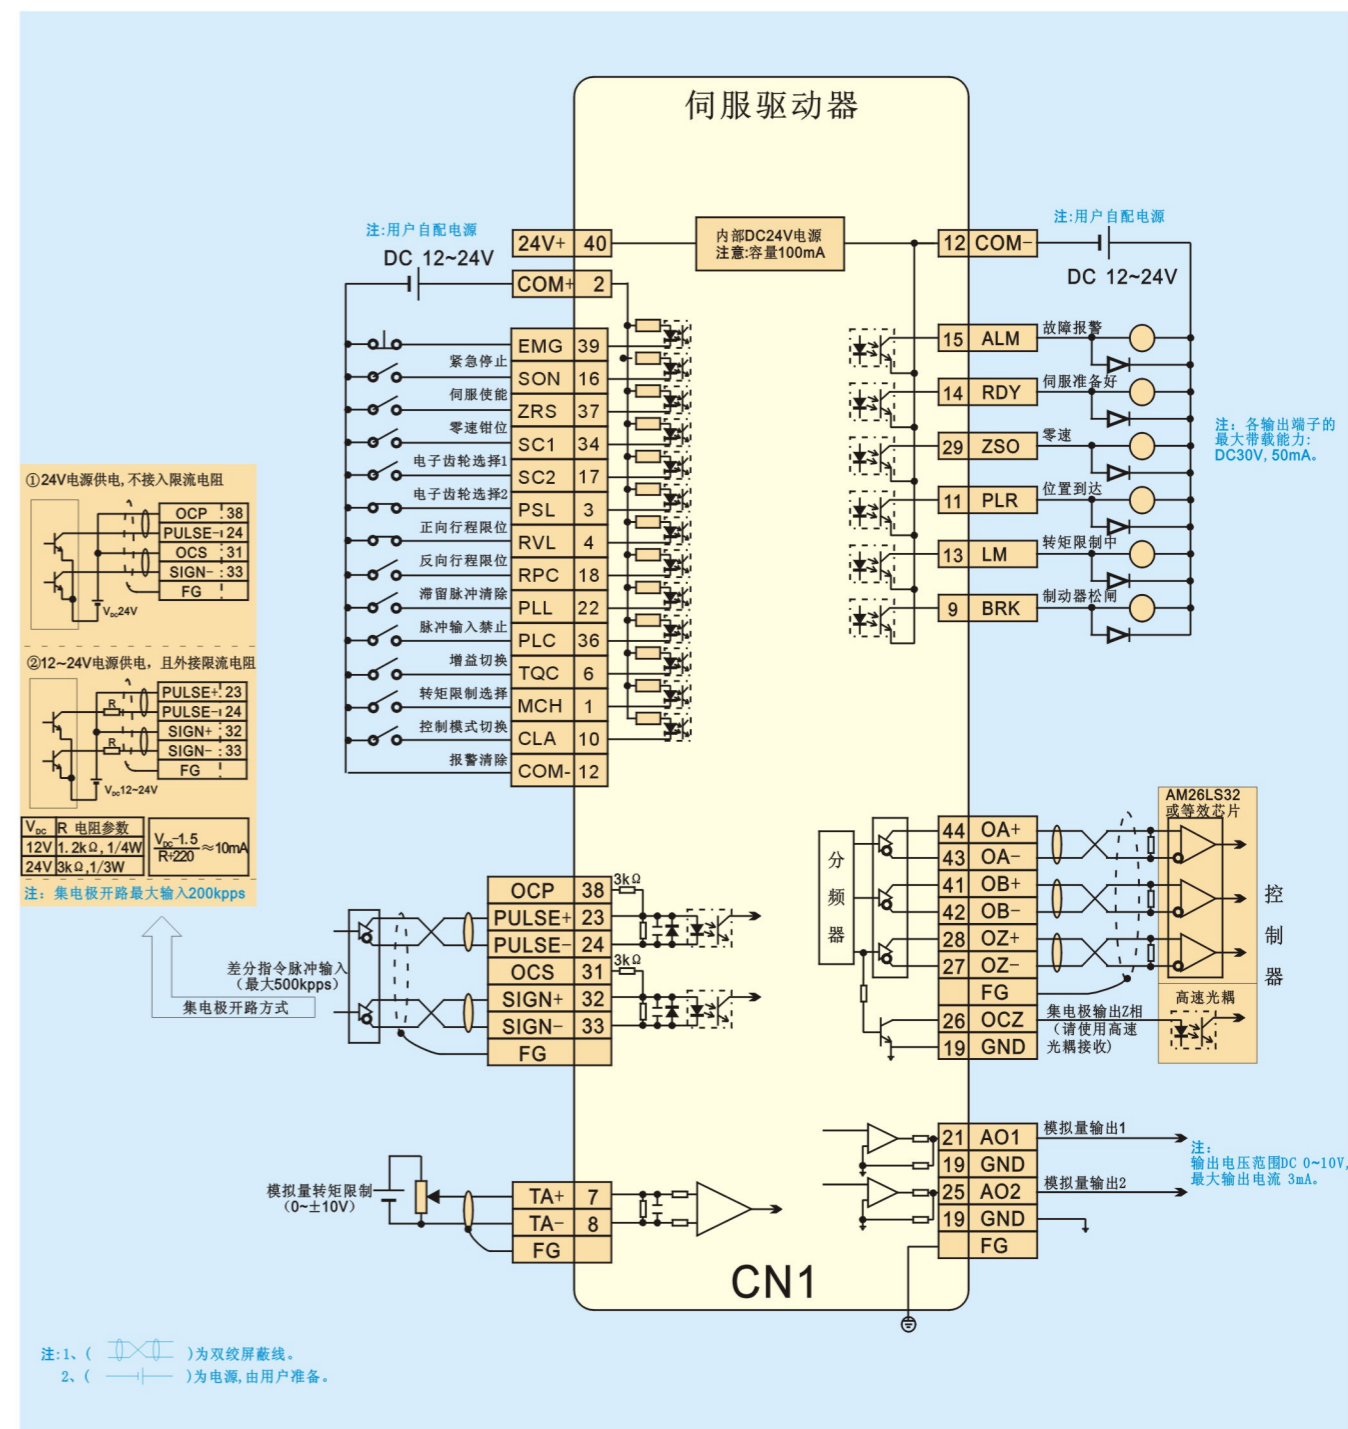 伺服驱动器
注:用户自配电源
DC 12~24V
24V+ 40
COM+ 2
内部DC24V电源
注意:容量100mA
12 COM-
注:用户自配电源
DC 12~24V
EMG 39
紧急停止
SON 16
伺服使能
ZRS 37
零速钳位
SC1 34
电子齿轮选择1
SC2 17
电子齿轮选择2
PSL 3
正向行程限位
RVL 4
反向行程限位
RPC 18
滞留脉冲清除
PLL 22
脉冲输入禁止
PLC 36
增益切换
TQC 6
转矩限制选择
MCH 1
控制模式切换
CLA 10
报警清除
COM- 12
15 ALM 故障报警
14 RDY 伺服准备好
29 ZSO 零速
11 PLR 位置到达
13 LM 转矩限制中
9 BRK 制动器松闸
注：各输出端子的
最大带载能力:
DC30V, 50mA。
①24V电源供电,不接入限流电阻
OCP 38
PULSE- 24
OCS 31
SIGN- 33
FG
VDC24V
②12~24V电源供电，且外接限流电阻
PULSE+ 23
R
PULSE- 24
SIGN+ 32
R
SIGN- 33
FG
VDC12~24V
VDC R 电阻参数
12V 1.2kΩ, 1/4W
24V 3kΩ,1/3W
VDC-1.5
R+220
≈10mA
注：集电极开路最大输入200kpps
差分指令脉冲输入
（最大500kpps）
集电极开路方式
OCP 38 3kΩ
PULSE+ 23
PULSE- 24
OCS 31 3kΩ
SIGN+ 32
SIGN- 33
FG
模拟量转矩限制
（0~±10V）
TA+ 7
TA- 8
FG
分频器
44 OA+
43 OA-
41 OB+
42 OB-
28 OZ+
27 OZ-
FG
26 OCZ
19 GND
集电极输出Z相
（请使用高速
光耦接收）
AM26LS32
或等效芯片
高速光耦
控制器
21 AO1 模拟量输出1
19 GND
25 AO2 模拟量输出2
19 GND
FG
注：
输出电压范围DC 0~10V,
最大输出电流 3mA。
CN1
注:1、( )为双绞屏蔽线。
2、( )为电源,由用户准备。